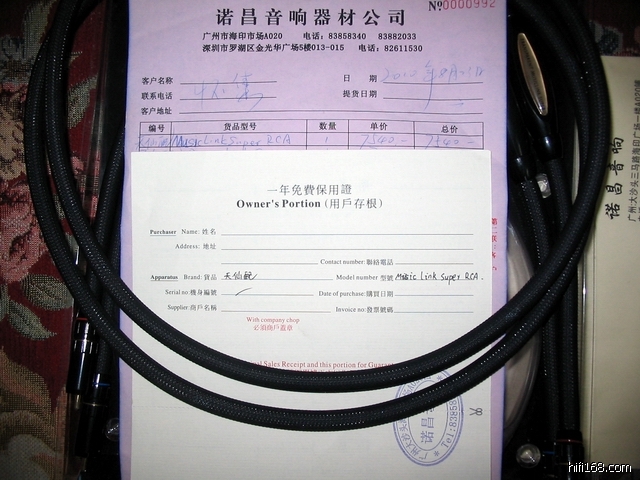 №0000992
诺昌音响器材公司
广州市海印市场A020 电话：83858340 83882033
深圳市罗湖区金光华广场5楼013-015 电话：82611530
客户名称
日 期
联系电话
提货日期
客户地址
编号 货品型号 数量 单价 总价
Music Link Super RCA 1 7540- 7540-
一年免費保用證
Owner's Portion (用戶存根)
Purchaser Name: 姓名
Address: 地址
Contact number: 聯絡電話
Apparatus Brand: 貨品 天仙配 Model number 型號 Music Link Super RCA.
Serial no: 機身編號 Date of purchase: 購買日期
Supplier: 商戶名稱 Invoice no: 發票號碼
With company chop
必須商戶蓋章
Sales Receipt and this portion for
诺昌音响
hifi168.com